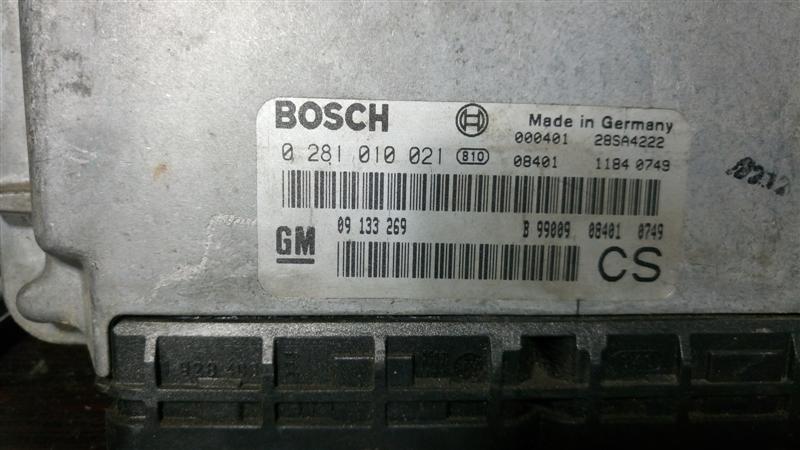 BOSCH Made in Germany
000401 28SA4222
0 281 010 021 810 08401 1184 0749
GM 09 133 269 B 99009 08401 0749
CS